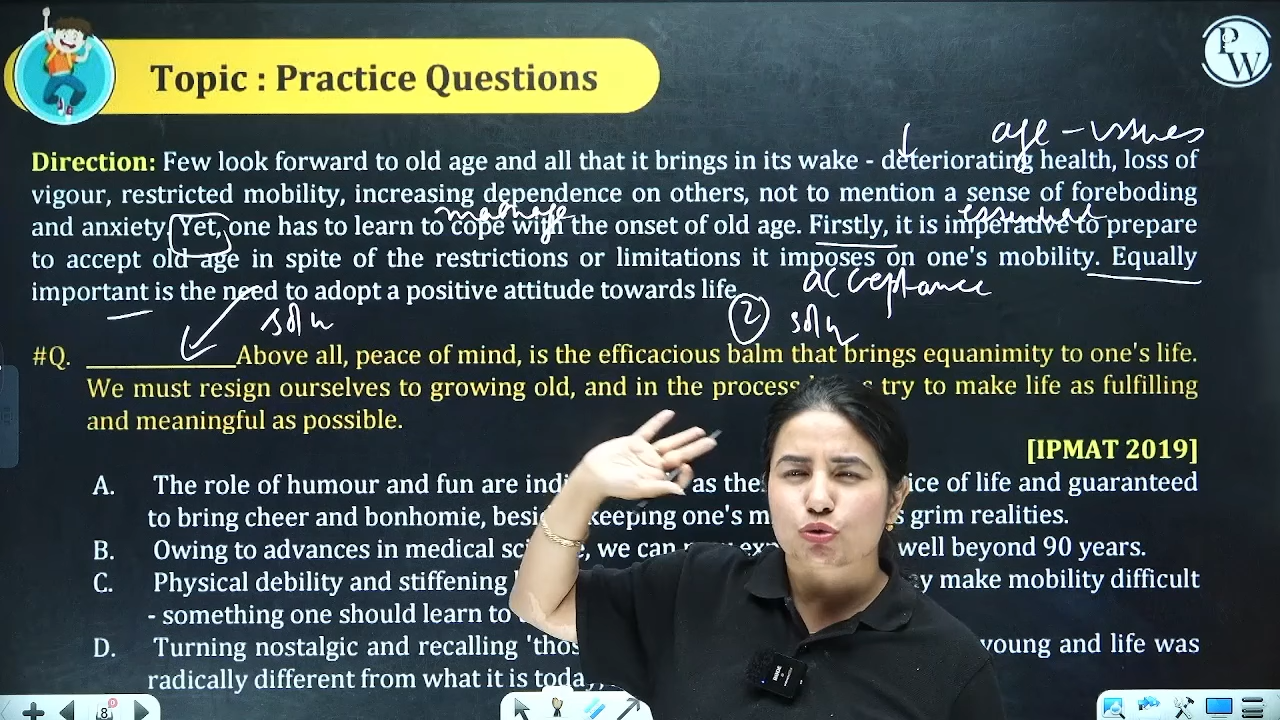 PW
Topic : Practice Questions
age - issues
Direction: Few look forward to old age and all that it brings in its wake - deteriorating health, loss of
vigour, restricted mobility, increasing dependence on others, not to mention a sense of foreboding
manage
essential
and anxiety. Yet, one has to learn to cope with the onset of old age. Firstly, it is imperative to prepare
to accept old age in spite of the restrictions or limitations it imposes on one's mobility. Equally
important is the need to adopt a positive attitude towards life.
acceptance
soln
2 soln
#Q. ____________Above all, peace of mind, is the efficacious balm that brings equanimity to one's life.
We must resign ourselves to growing old, and in the process try to make life as fulfilling
and meaningful as possible.
[IPMAT 2019]
A. The role of humour and fun are as of life and guaranteed
to bring cheer and bonhomie, keeping one's grim realities.
B. Owing to advances in medical we can well beyond 90 years.
C. Physical debility and stiffening make mobility difficult
- something one should learn to
D. Turning nostalgic and recalling young and life was
radically different from what it is today,
8